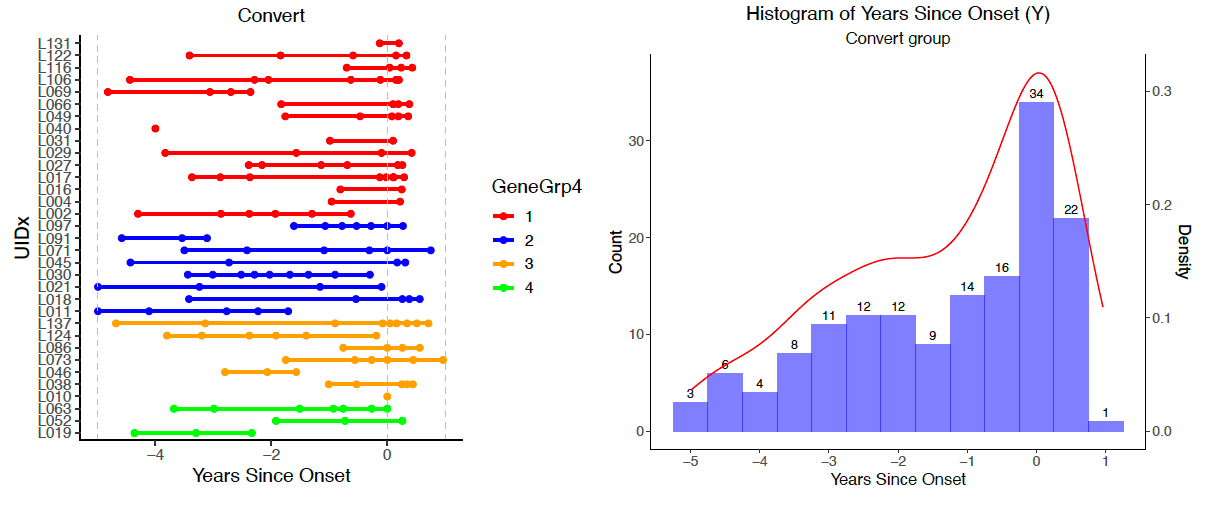 Convert
UIDx
L131
L122
L116
L106
L069
L066
L049
L040
L031
L029
L027
L017
L016
L004
L002
L097
L091
L071
L045
L030
L021
L018
L011
L137
L124
L086
L073
L046
L038
L010
L063
L052
L019
−4 −2 0
Years Since Onset
GeneGrp4
1
2
3
4
Histogram of Years Since Onset (Y)
Convert group
Count
30
20
10
0
3 6 4 8 11 12 12 9 14 16 34 22 1
0.3
0.2
0.1
0.0
Density
−5 −4 −3 −2 −1 0 1
Years Since Onset